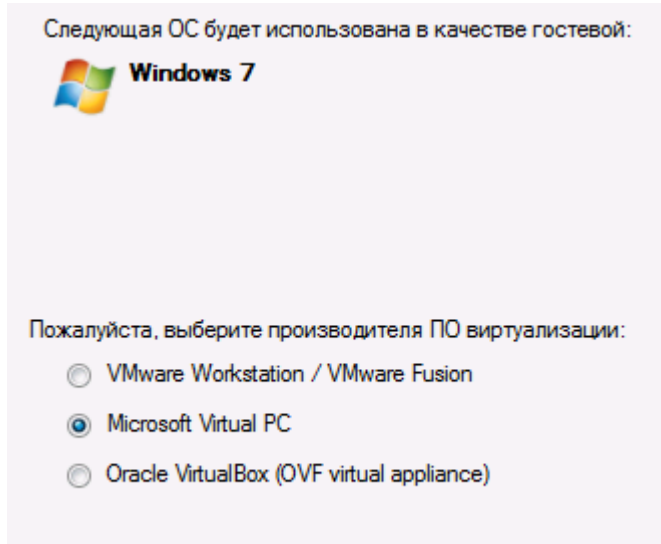 Следующая ОС будет использована в качестве гостевой:
Windows 7
Пожалуйста, выберите производителя ПО виртуализации:
VMware Workstation / VMware Fusion
Microsoft Virtual PC
Oracle VirtualBox (OVF virtual appliance)